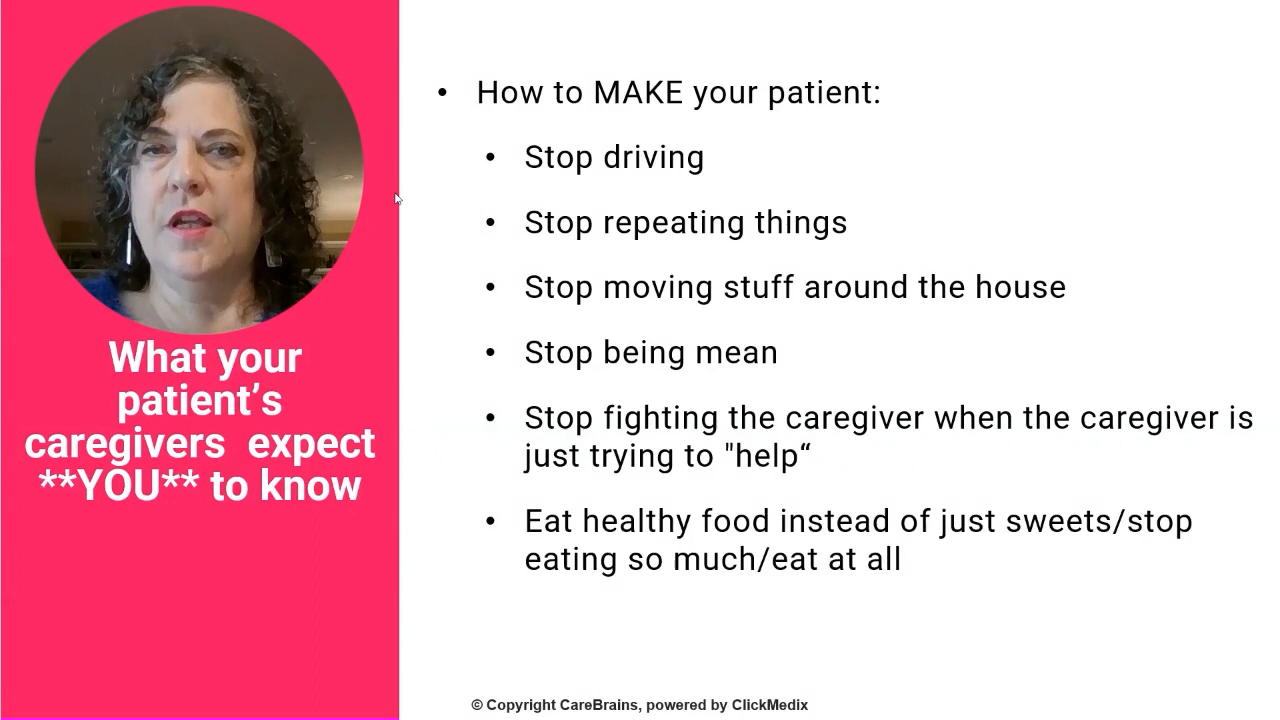 What your
patient’s
caregivers  expect
**YOU** to know
• How to MAKE your patient:
• Stop driving
• Stop repeating things
• Stop moving stuff around the house
• Stop being mean
• Stop fighting the caregiver when the caregiver is
just trying to "help“
• Eat healthy food instead of just sweets/stop
eating so much/eat at all
© Copyright CareBrains, powered by ClickMedix